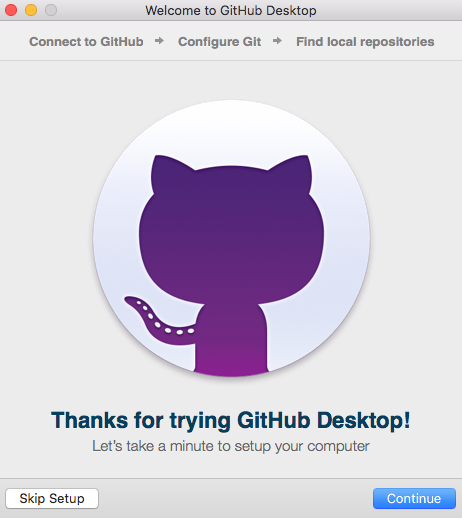 Welcome to GitHub Desktop
Connect to GitHub → Configure Git → Find local repositories
Thanks for trying GitHub Desktop!
Let's take a minute to setup your computer
Skip Setup Continue